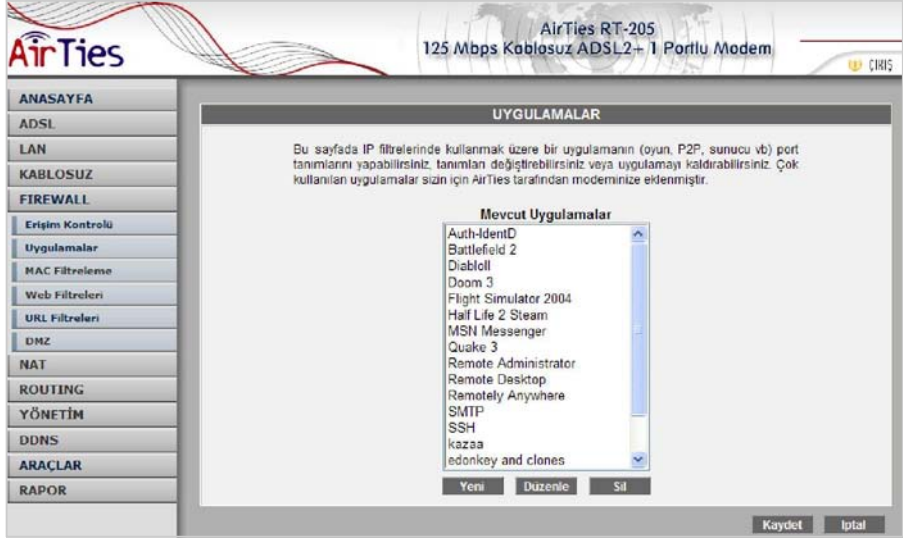 AirTies
AirTies RT-205
125 Mbps Kablosuz ADSL2+ 1 Portlu Modem
ÇIKIŞ
ANASAYFA
ADSL
LAN
KABLOSUZ
FIREWALL
Erişim Kontrolü
Uygulamalar
MAC Filtreleme
Web Filtreleri
URL Filtreleri
DMZ
NAT
ROUTING
YÖNETİM
DDNS
ARAÇLAR
RAPOR
UYGULAMALAR
Bu sayfada IP filtrelerinde kullanmak üzere bir uygulamanın (oyun, P2P, sunucu vb) port
tanımlarını yapabilirsiniz, tanımları değiştirebilirsiniz veya uygulamayı kaldırabilirsiniz. Çok
kullanılan uygulamalar sizin için AirTies tarafından modeminize eklenmiştir.
Mevcut Uygulamalar
Auth-IdentD
Battlefield 2
DiabloII
Doom 3
Flight Simulator 2004
Half Life 2 Steam
MSN Messenger
Quake 3
Remote Administrator
Remote Desktop
Remotely Anywhere
SMTP
SSH
kazaa
edonkey and clones
Yeni Düzenle Sil
Kaydet Iptal